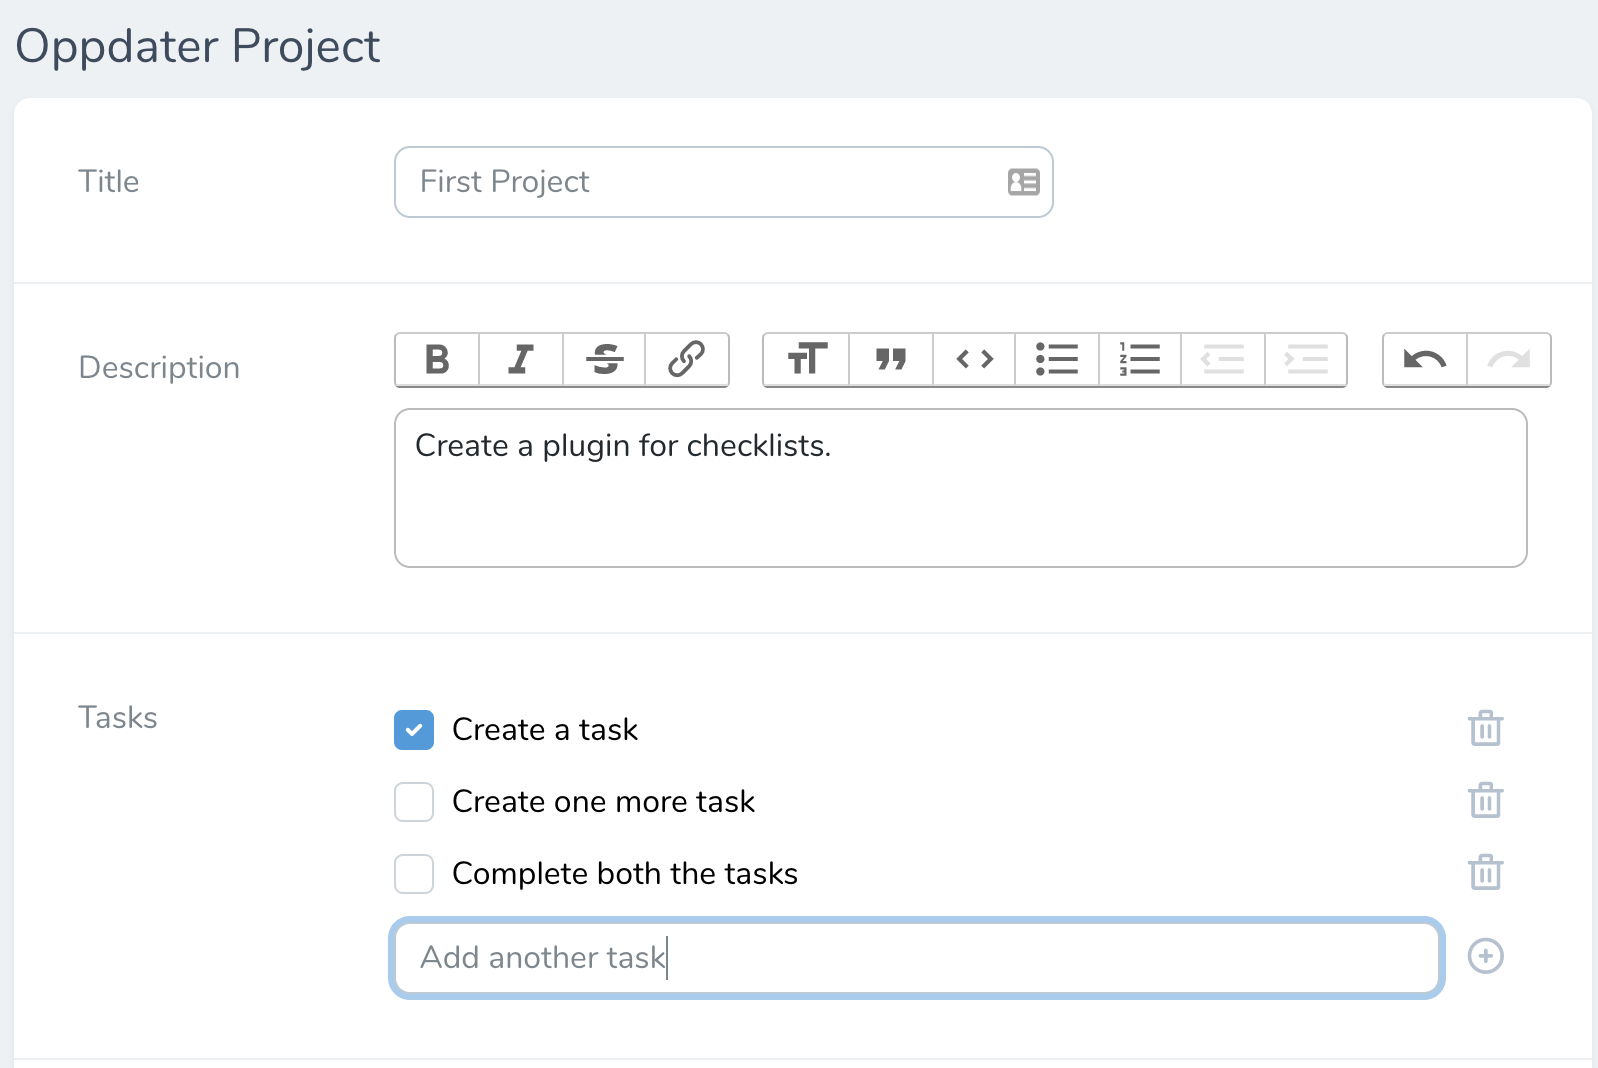 Oppdater Project
Title
First Project
Description
Create a plugin for checklists.
Tasks
Create a task
Create one more task
Complete both the tasks
Add another task